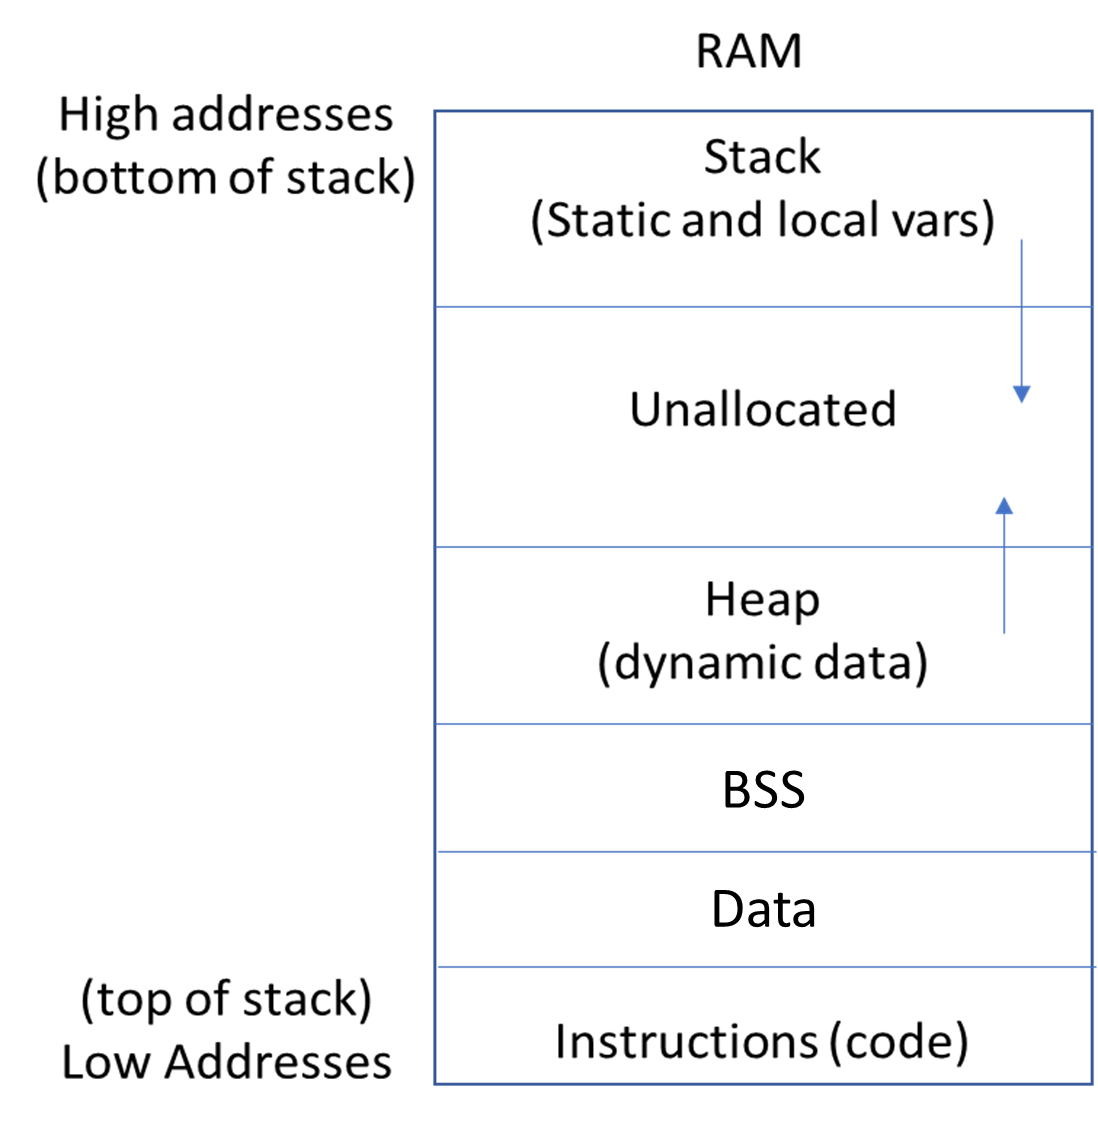 RAM
High addresses
(bottom of stack)
Stack
(Static and local vars)
Unallocated
Heap
(dynamic data)
BSS
Data
(top of stack)
Low Addresses
Instructions (code)